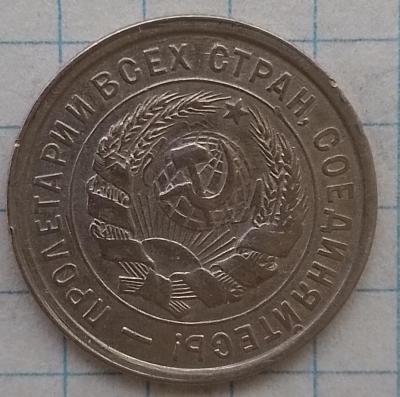 ПРОЛЕТАРИИ ВСЕХ СТРАН, СОЕДИНЯЙТЕСЬ! —